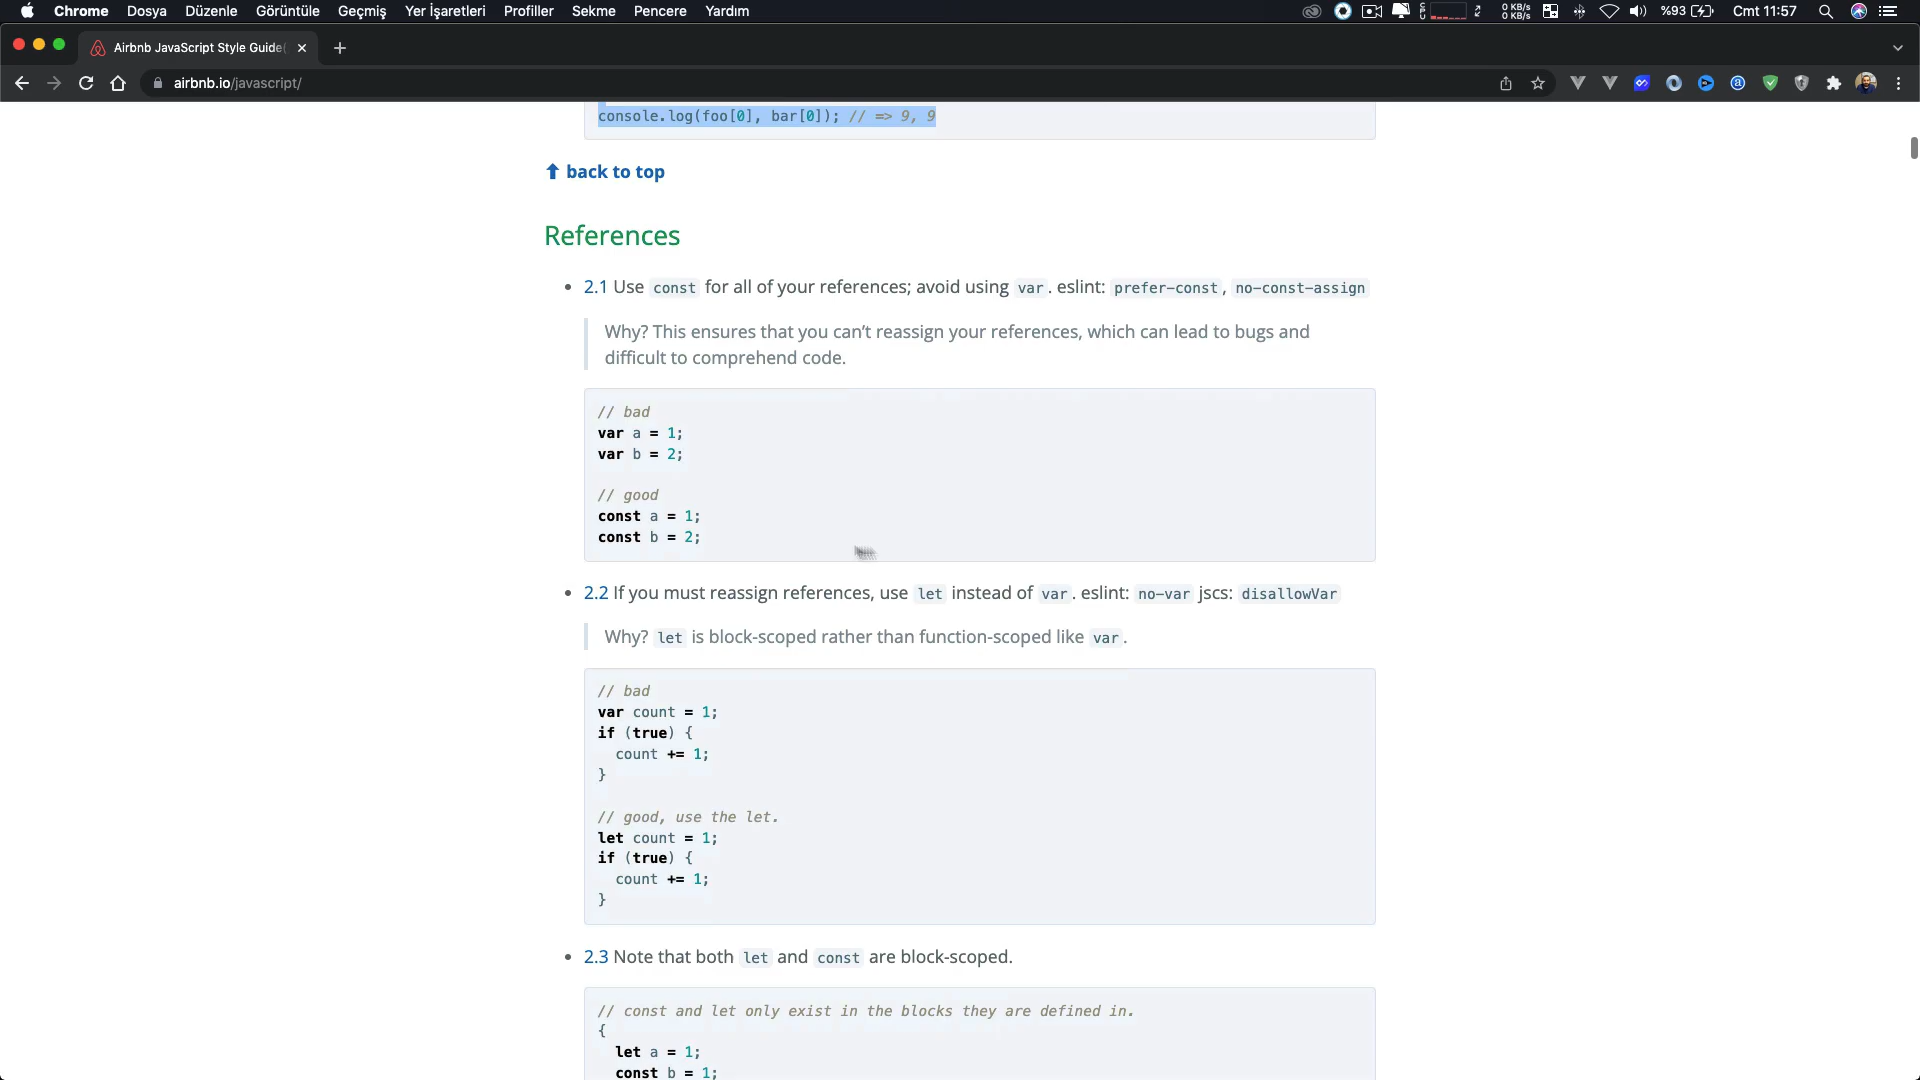 Chrome Dosya Düzenle Görüntüle Geçmiş Yer İşaretleri Profiller Sekme Pencere Yardım
0 KB/s
0 KB/s
%93
Cmt 11:57
Airbnb JavaScript Style Guide(
airbnb.io/javascript/
console.log(foo[0], bar[0]); // => 9, 9
⬆ back to top
References
• 2.1 Use const for all of your references; avoid using var. eslint: prefer-const, no-const-assign
Why? This ensures that you can’t reassign your references, which can lead to bugs and
difficult to comprehend code.
// bad
var a = 1;
var b = 2;
// good
const a = 1;
const b = 2;
• 2.2 If you must reassign references, use let instead of var. eslint: no-var jscs: disallowVar
Why? let is block-scoped rather than function-scoped like var.
// bad
var count = 1;
if (true) {
  count += 1;
}
// good, use the let.
let count = 1;
if (true) {
  count += 1;
}
• 2.3 Note that both let and const are block-scoped.
// const and let only exist in the blocks they are defined in.
{
  let a = 1;
  const b = 1;